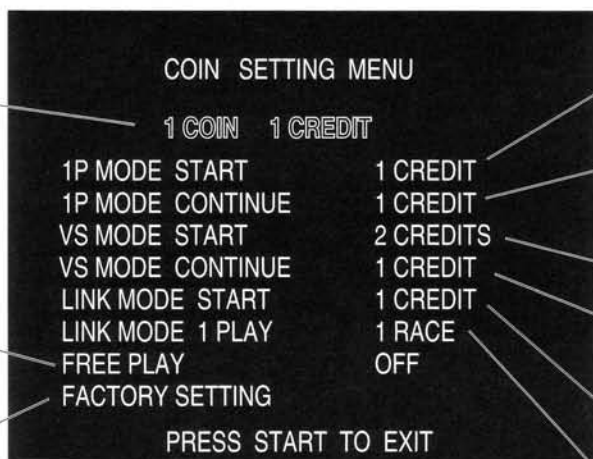 COIN SETTING MENU
1 COIN 1 CREDIT
1P MODE START 1 CREDIT
1P MODE CONTINUE 1 CREDIT
VS MODE START 2 CREDITS
VS MODE CONTINUE 1 CREDIT
LINK MODE START 1 CREDIT
LINK MODE 1 PLAY 1 RACE
FREE PLAY OFF
FACTORY SETTING
PRESS START TO EXIT